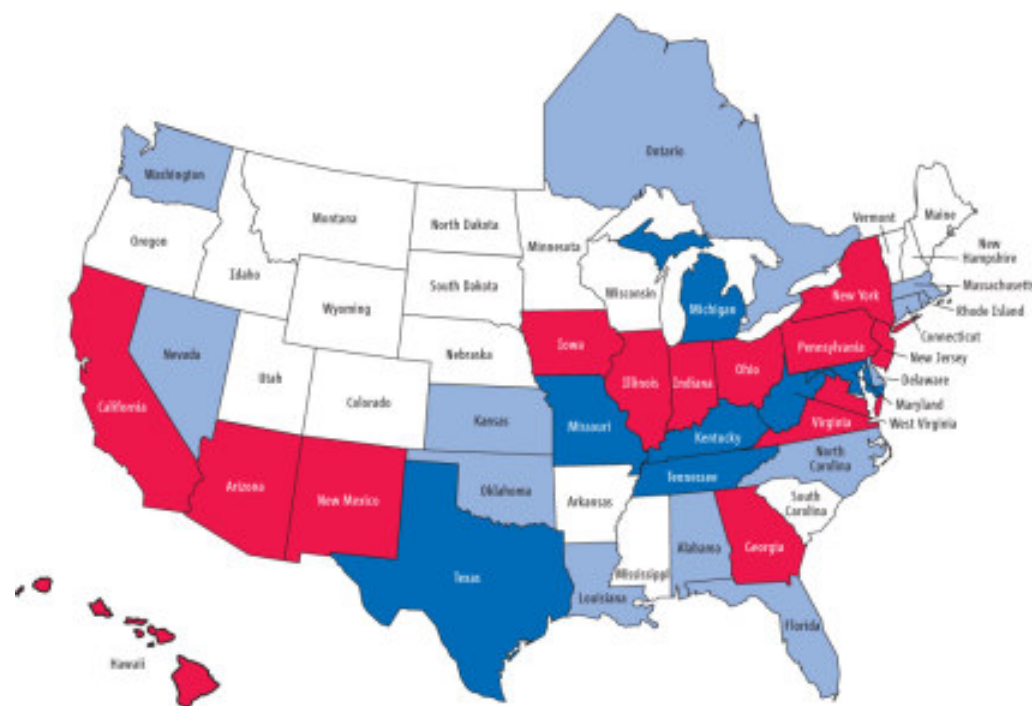 Ontario
Washington
Montana
North Dakota
Minnesota
Vermont
Maine
New
Hampshire
Oregon
Idaho
South Dakota
Wisconsin
Michigan
New York
Massachusett
Rhode Island
Wyoming
Connecticut
Nevada
Utah
Nebraska
Iowa
Illinois
Indiana
Ohio
Pennsylvania
New Jersey
Delaware
Maryland
West Virginia
California
Colorado
Kansas
Missouri
Kentucky
Virginia
North
Carolina
Tennessee
Arizona
New Mexico
Oklahoma
Arkansas
South
Carolina
Texas
Louisiana
Mississippi
Alabama
Georgia
Florida
Hawaii